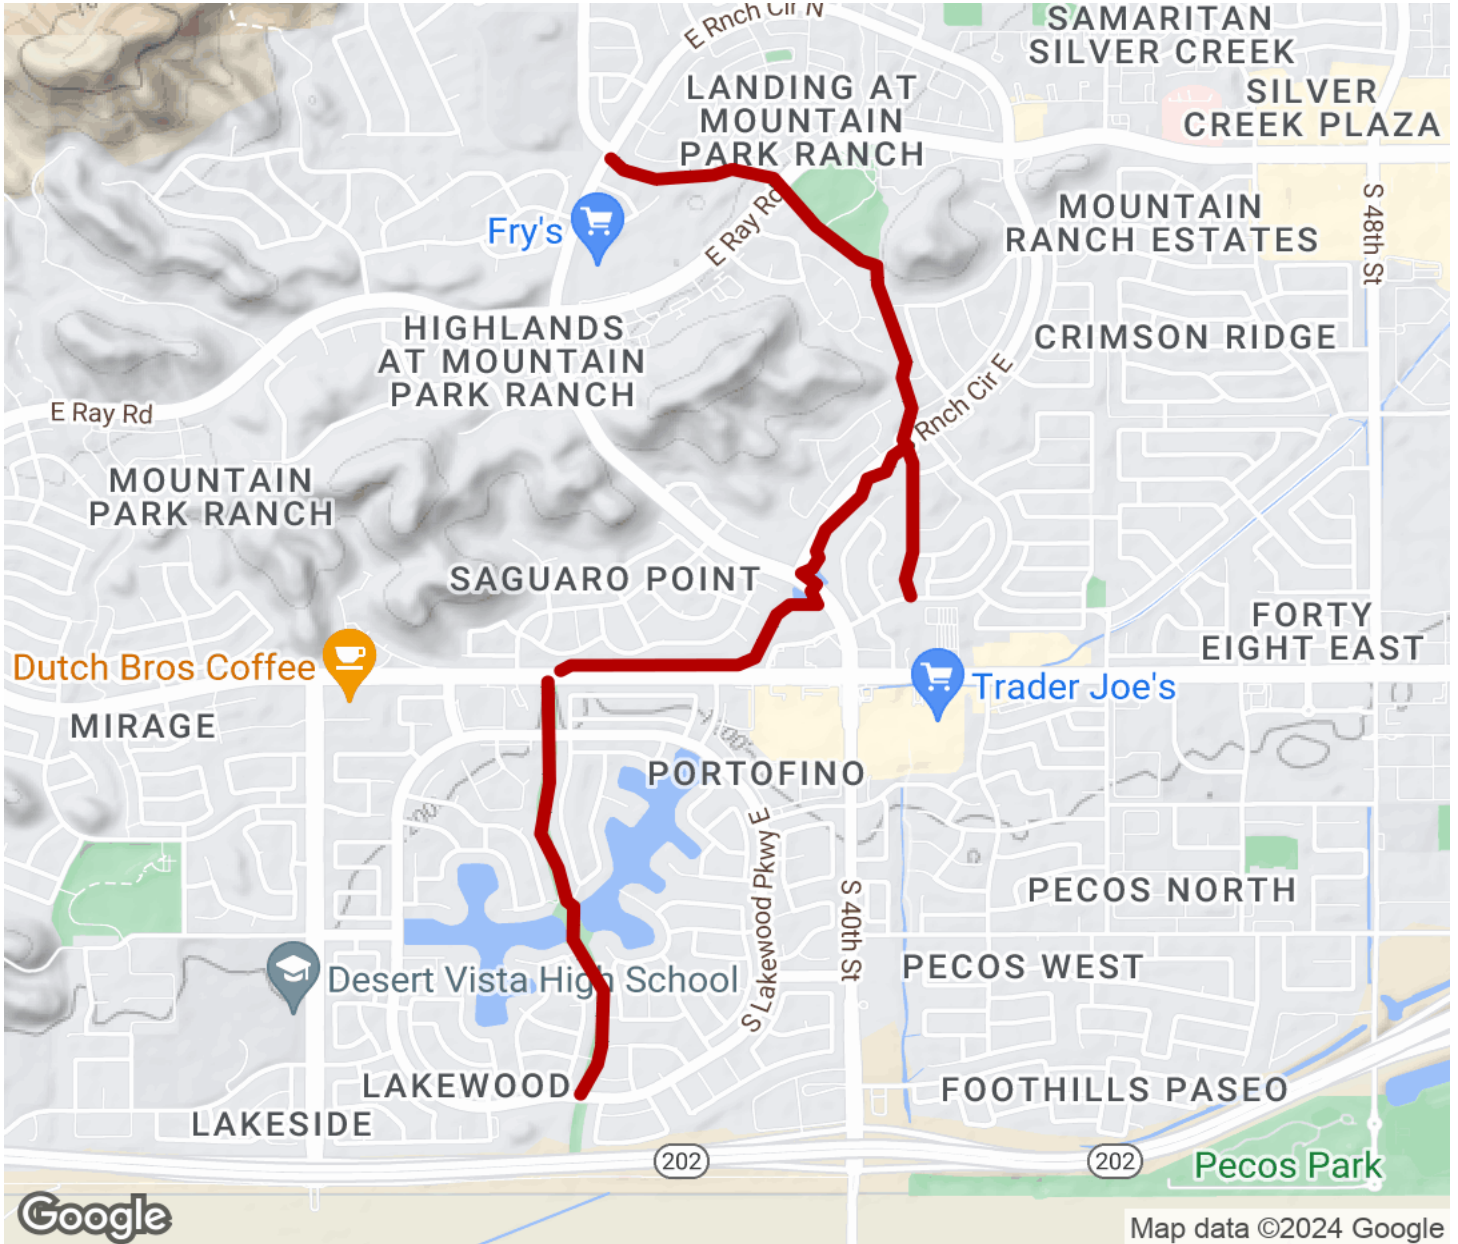 E Rnch Cir N
SAMARITAN
SILVER CREEK
LANDING AT
MOUNTAIN
PARK RANCH
SILVER
CREEK PLAZA
Fry's
E Ray Rd
MOUNTAIN
RANCH ESTATES
S 48th St
HIGHLANDS
AT MOUNTAIN
PARK RANCH
CRIMSON RIDGE
E Ray Rd
Rnch Cir E
MOUNTAIN
PARK RANCH
SAGUARO POINT
FORTY
EIGHT EAST
Dutch Bros Coffee
Trader Joe's
MIRAGE
PORTOFINO
S Lakewood Pkwy E
S 40th St
PECOS NORTH
PECOS WEST
Desert Vista High School
LAKEWOOD
LAKESIDE
FOOTHILLS PASEO
202
202
Pecos Park
Google
Map data ©2024 Google